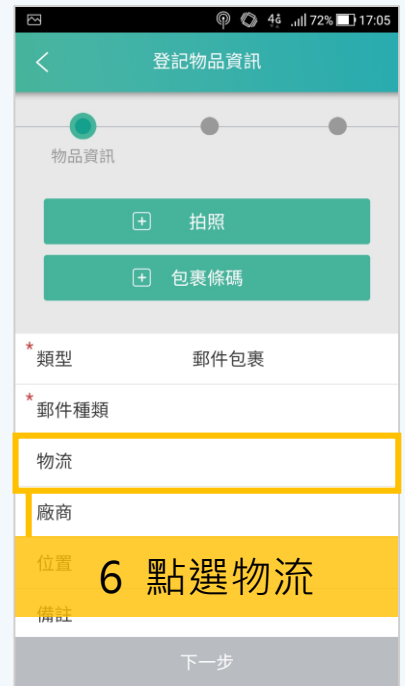 4G 72% 17:05
登記物品資訊
物品資訊
拍照
包裹條碼
*類型 郵件包裹
*郵件種類
物流
廠商
位置
6 點選物流
備註
下一步